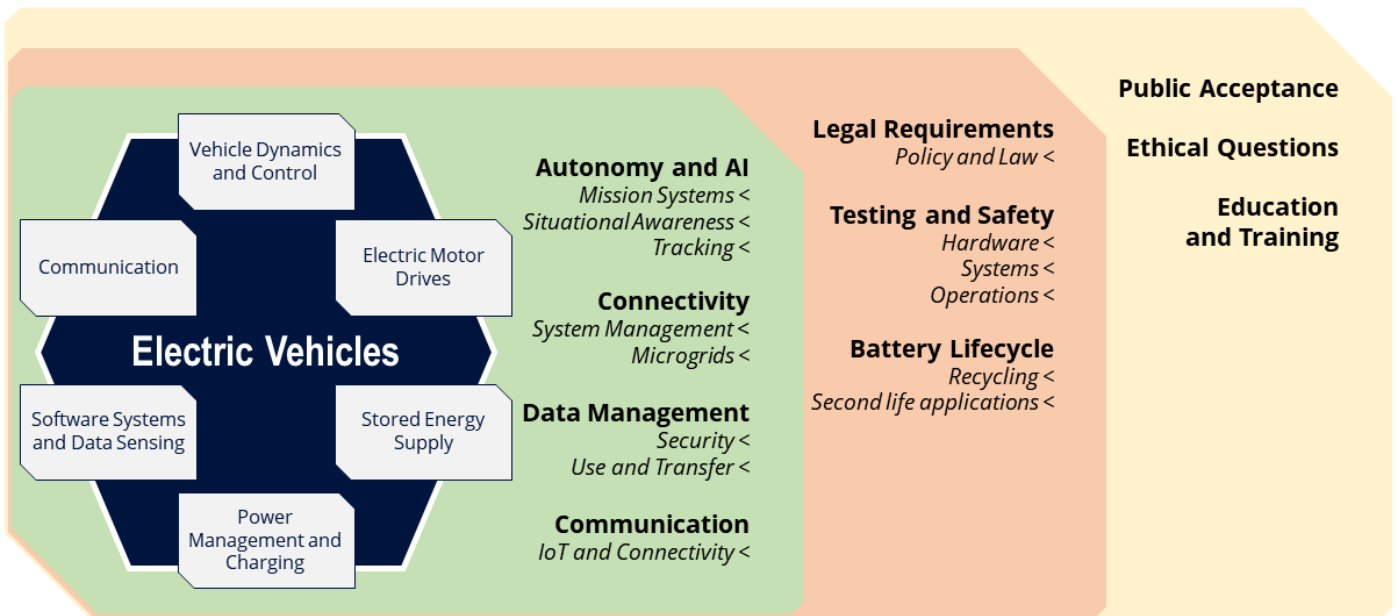 Vehicle Dynamics
and Control
Communication
Electric Motor
Drives
Electric Vehicles
Software Systems
and Data Sensing
Stored Energy
Supply
Power
Management and
Charging
Autonomy and AI
Mission Systems <
Situational Awareness <
Tracking <
Connectivity
System Management <
Microgrids <
Data Management
Security <
Use and Transfer <
Communication
IoT and Connectivity <
Legal Requirements
Policy and Law <
Testing and Safety
Hardware <
Systems <
Operations <
Battery Lifecycle
Recycling <
Second life applications <
Public Acceptance
Ethical Questions
Education
and Training